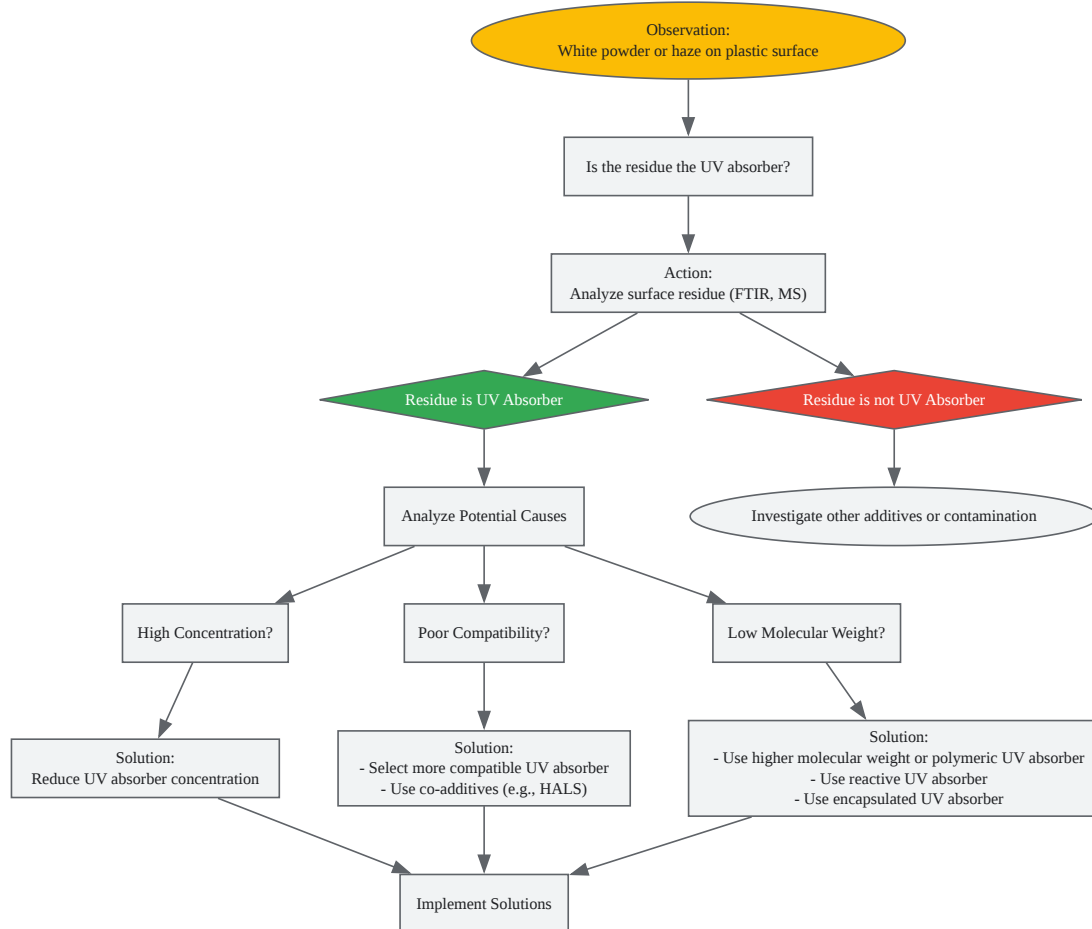 Observation:
White powder or haze on plastic surface
Is the residue the UV absorber?
Action:
Analyze surface residue (FTIR, MS)
Residue is UV Absorber
Residue is not UV Absorber
Analyze Potential Causes
Investigate other additives or contamination
High Concentration?
Poor Compatibility?
Low Molecular Weight?
Solution:
Reduce UV absorber concentration
Solution:
- Select more compatible UV absorber
- Use co-additives (e.g., HALS)
Solution:
- Use higher molecular weight or polymeric UV absorber
- Use reactive UV absorber
- Use encapsulated UV absorber
Implement Solutions